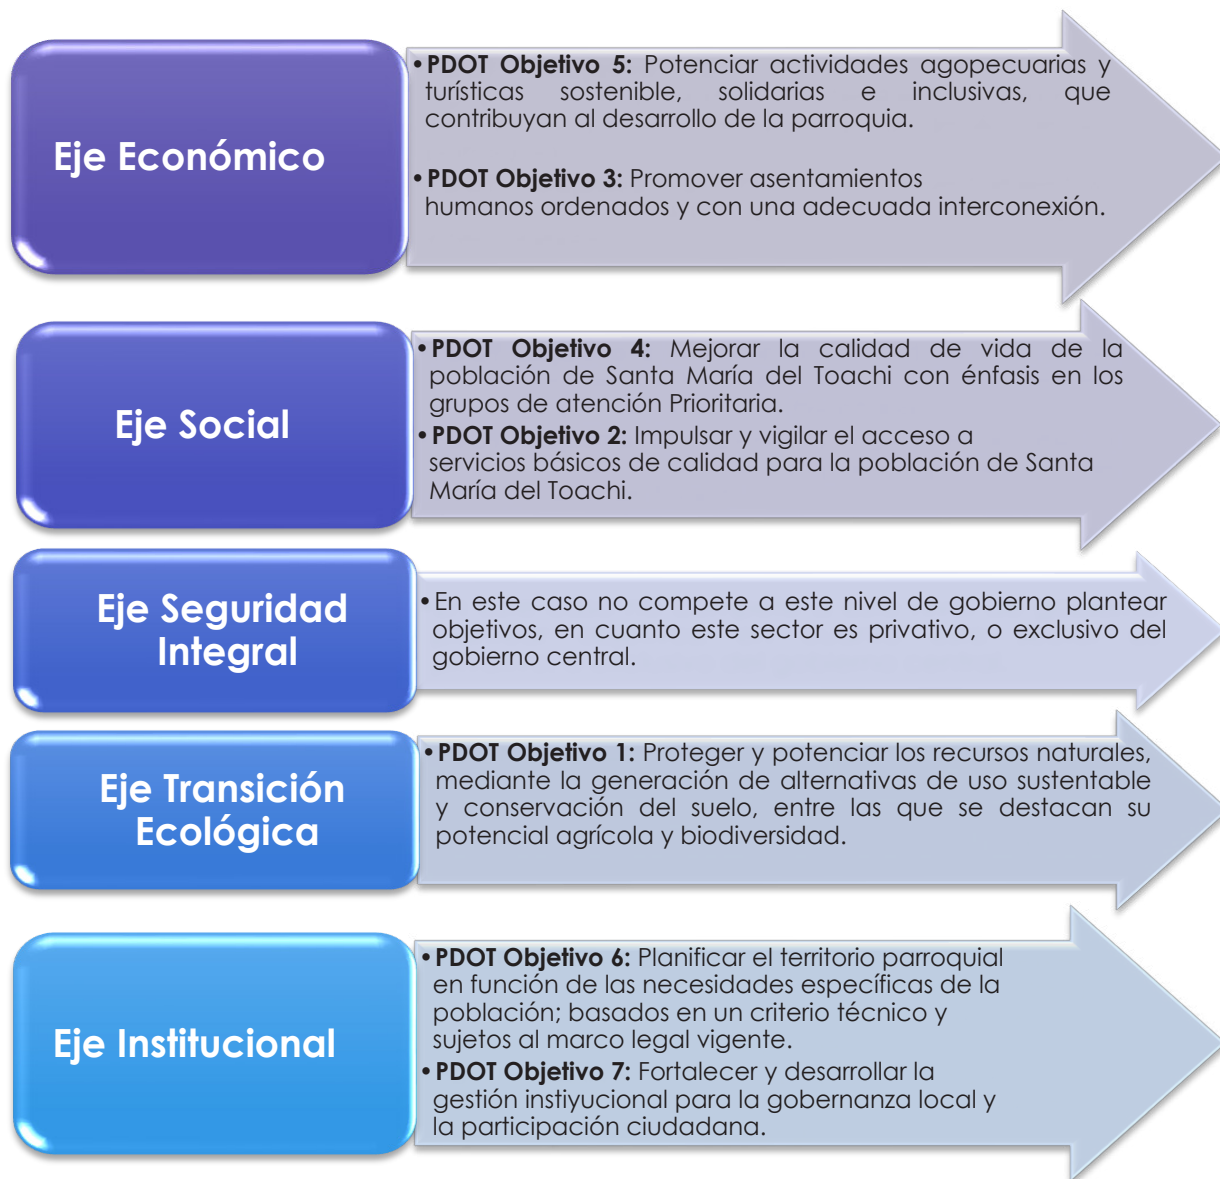 Eje Económico
•PDOT Objetivo 5: Potenciar actividades agopecuarias y
turísticas sostenible, solidarias e inclusivas, que
contribuyan al desarrollo de la parroquia.
•PDOT Objetivo 3: Promover asentamientos
humanos ordenados y con una adecuada interconexión.
Eje Social
•PDOT Objetivo 4: Mejorar la calidad de vida de la
población de Santa María del Toachi con énfasis en los
grupos de atención Prioritaria.
•PDOT Objetivo 2: Impulsar y vigilar el acceso a
servicios básicos de calidad para la población de Santa
María del Toachi.
Eje Seguridad
Integral
•En este caso no compete a este nivel de gobierno plantear
objetivos, en cuanto este sector es privativo, o exclusivo del
gobierno central.
Eje Transición
Ecológica
•PDOT Objetivo 1: Proteger y potenciar los recursos naturales,
mediante la generación de alternativas de uso sustentable
y conservación del suelo, entre las que se destacan su
potencial agrícola y biodiversidad.
Eje Institucional
•PDOT Objetivo 6: Planificar el territorio parroquial
en función de las necesidades específicas de la
población; basados en un criterio técnico y
sujetos al marco legal vigente.
•PDOT Objetivo 7: Fortalecer y desarrollar la
gestión instiyucional para la gobernanza local y
la participación ciudadana.